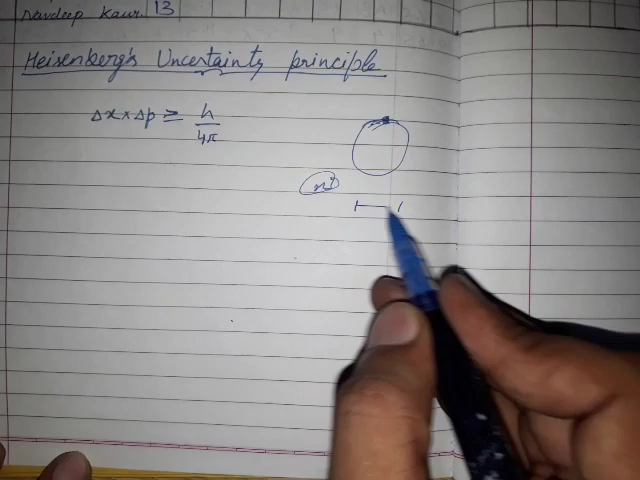 Navdeep Kaur. 13
Heisenberg's Uncertainty principle
Δx×Δp ≥ h/4π